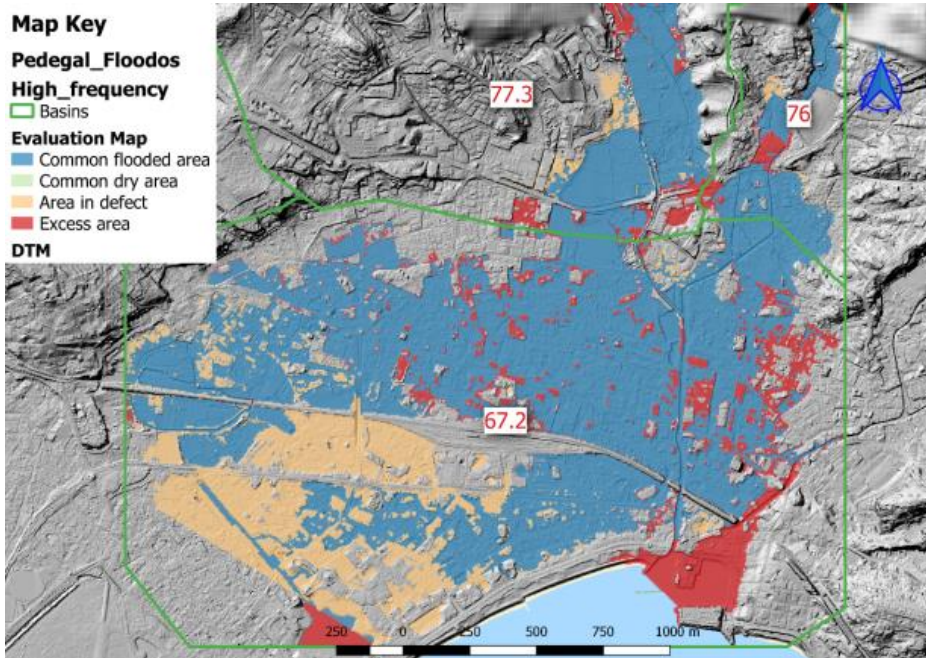 Map Key
Pedegal_Floodos
High_frequency
Basins
Evaluation Map
Common flooded area
Common dry area
Area in defect
Excess area
DTM
77.3
76
67.2
250 0 250 500 750 1000 m